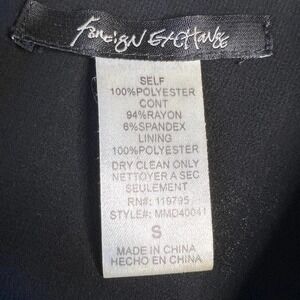 Foreign Exchange
SELF
100%POLYESTER
CONT
94%RAYON
6%SPANDEX
LINING
100%POLYESTER
DRY CLEAN ONLY
NETTOYER A SEC
SEULEMENT
RN#: 119795
STYLE#: MMD40041
S
MADE IN CHINA
HECHO EN CHINA